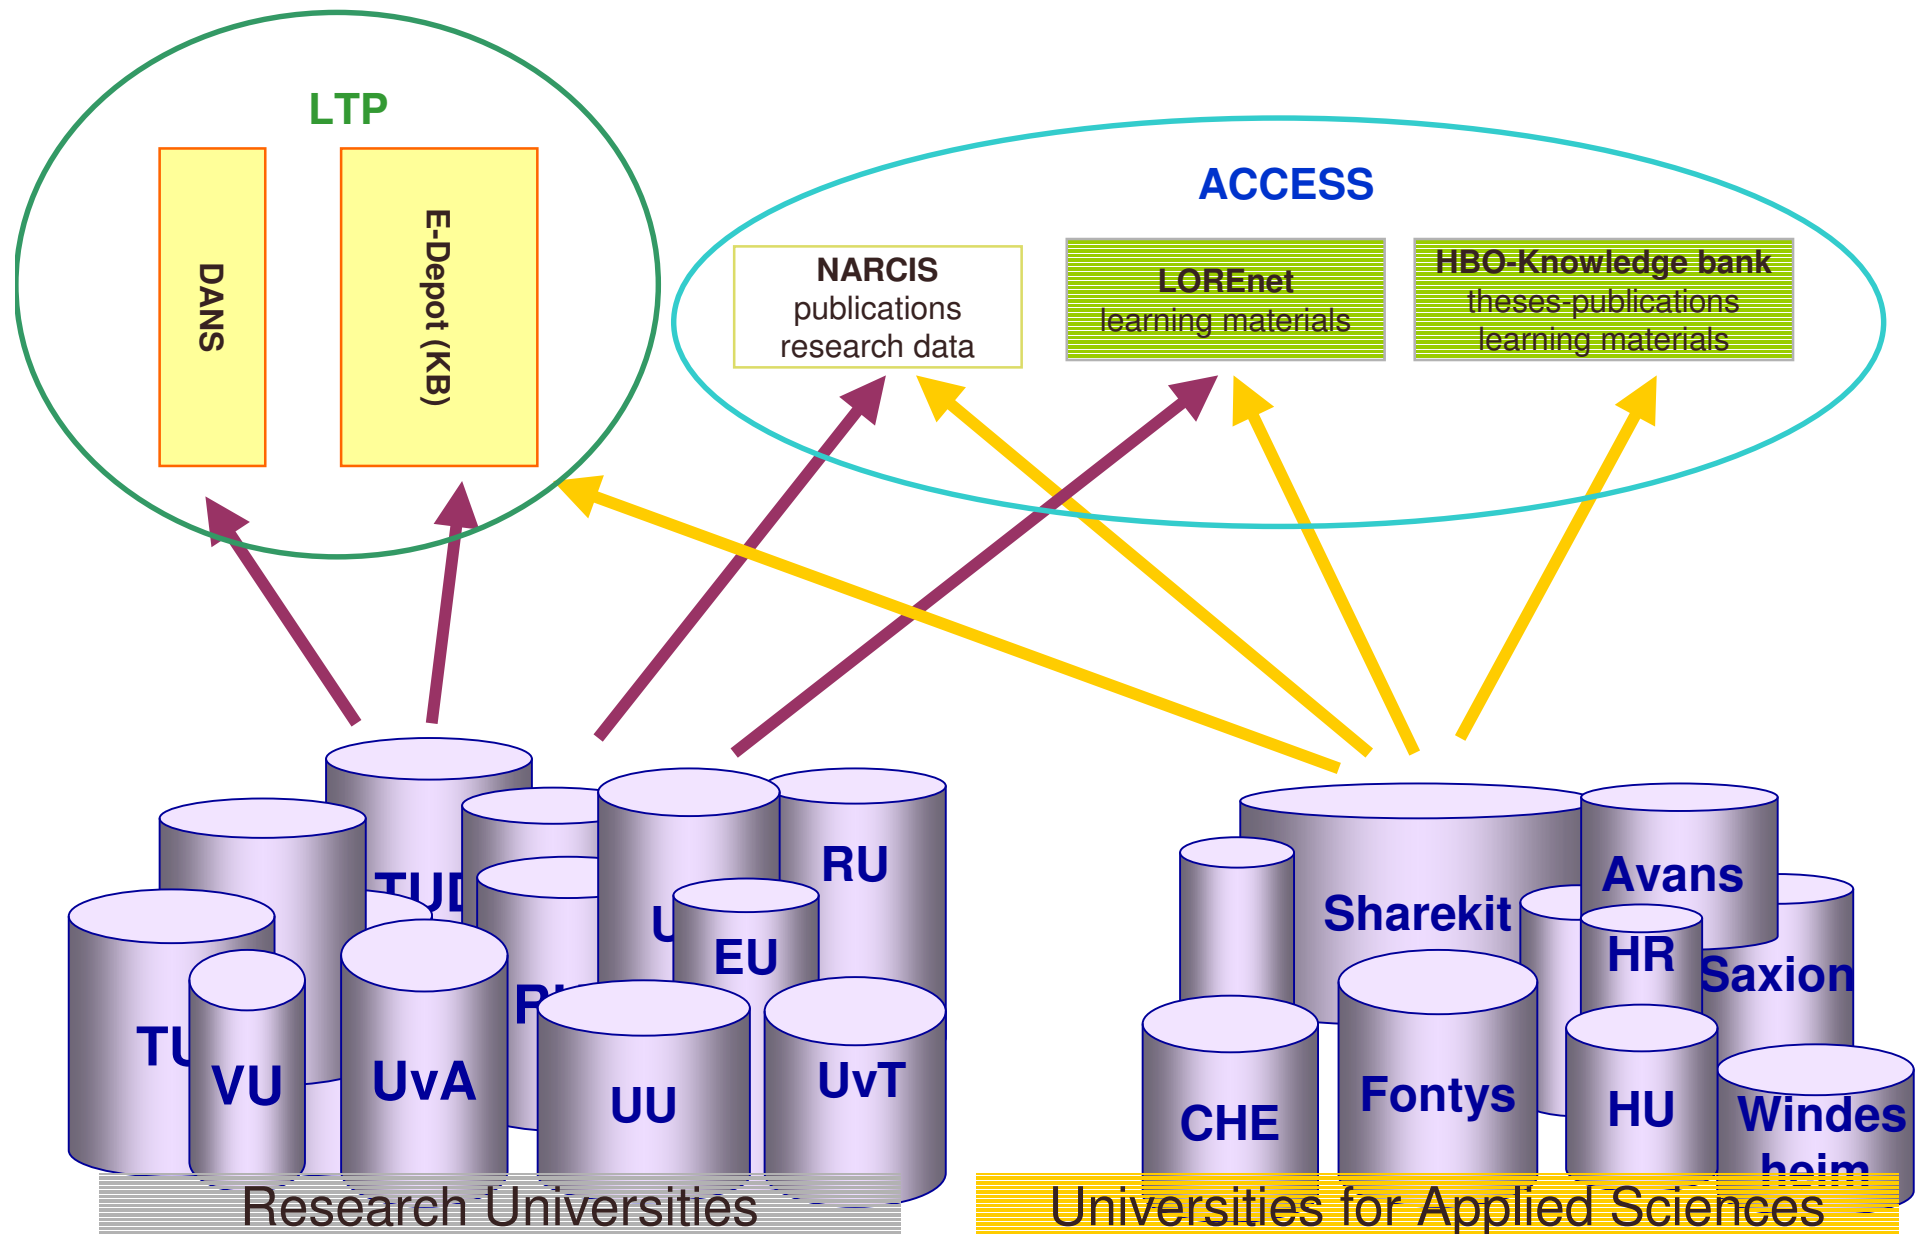 LTP
DANS
E-Depot (KB)
ACCESS
NARCIS
publications
research data
LOREnet
learning materials
HBO-Knowledge bank
theses-publications
learning materials
RU
EU
VU
UvA
UU
UvT
Sharekit
Avans
HR
Saxion
CHE
Fontys
HU
Windes
heim
Research Universities
Universities for Applied Sciences